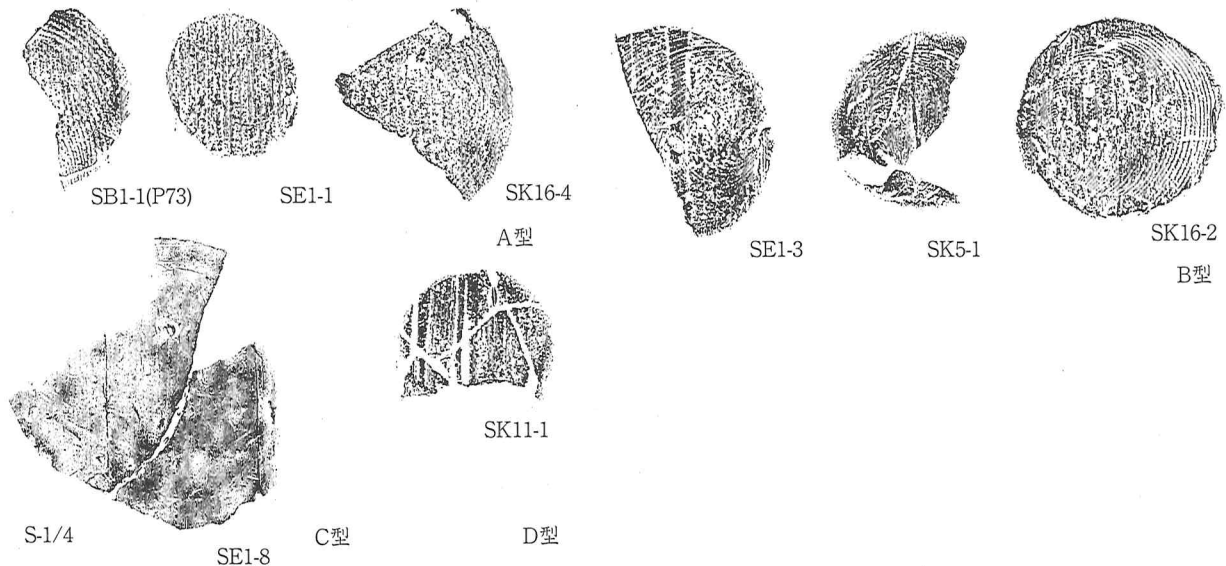 SB1-1(P73)
SE1-1
SK16-4
A型
SE1-3
SK5-1
SK16-2
B型
SK11-1
S-1/4
SE1-8
C型
D型